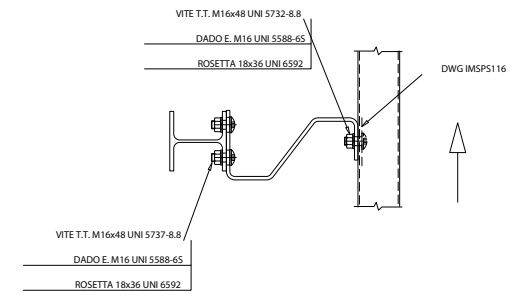 VITE T.T. M16x48 UNI 5732-8.8
DADO E. M16 UNI 5588-6S
ROSETTA 18x36 UNI 6592
DWG IMSPS116
VITE T.T. M16x48 UNI 5737-8.8
DADO E. M16 UNI 5588-6S
ROSETTA 18x36 UNI 6592